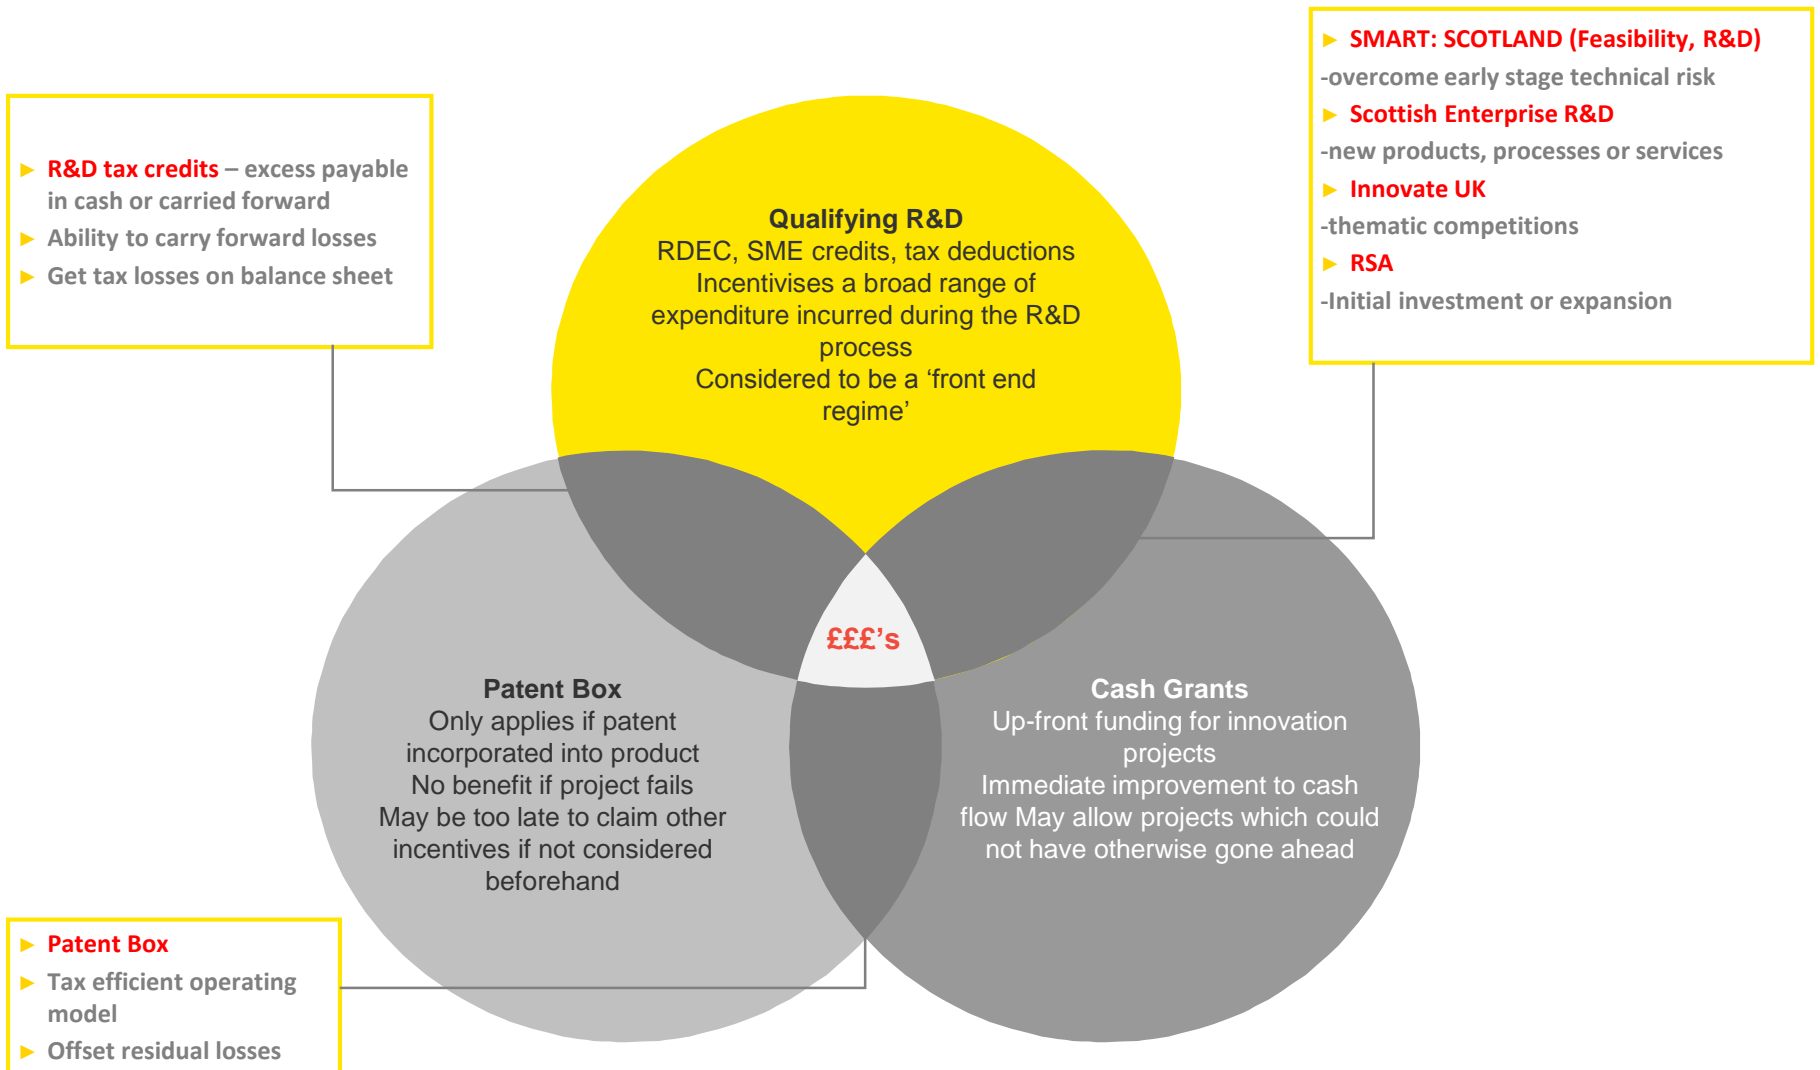 ► R&D tax credits – excess payable
in cash or carried forward
► Ability to carry forward losses
► Get tax losses on balance sheet
► SMART: SCOTLAND (Feasibility, R&D)
-overcome early stage technical risk
► Scottish Enterprise R&D
-new products, processes or services
► Innovate UK
-thematic competitions
► RSA
-Initial investment or expansion
Qualifying R&D
RDEC, SME credits, tax deductions
Incentivises a broad range of
expenditure incurred during the R&D
process
Considered to be a ‘front end
regime’
£££’s
Patent Box
Only applies if patent
incorporated into product
No benefit if project fails
May be too late to claim other
incentives if not considered
beforehand
Cash Grants
Up-front funding for innovation
projects
Immediate improvement to cash
flow May allow projects which could
not have otherwise gone ahead
► Patent Box
► Tax efficient operating
model
► Offset residual losses